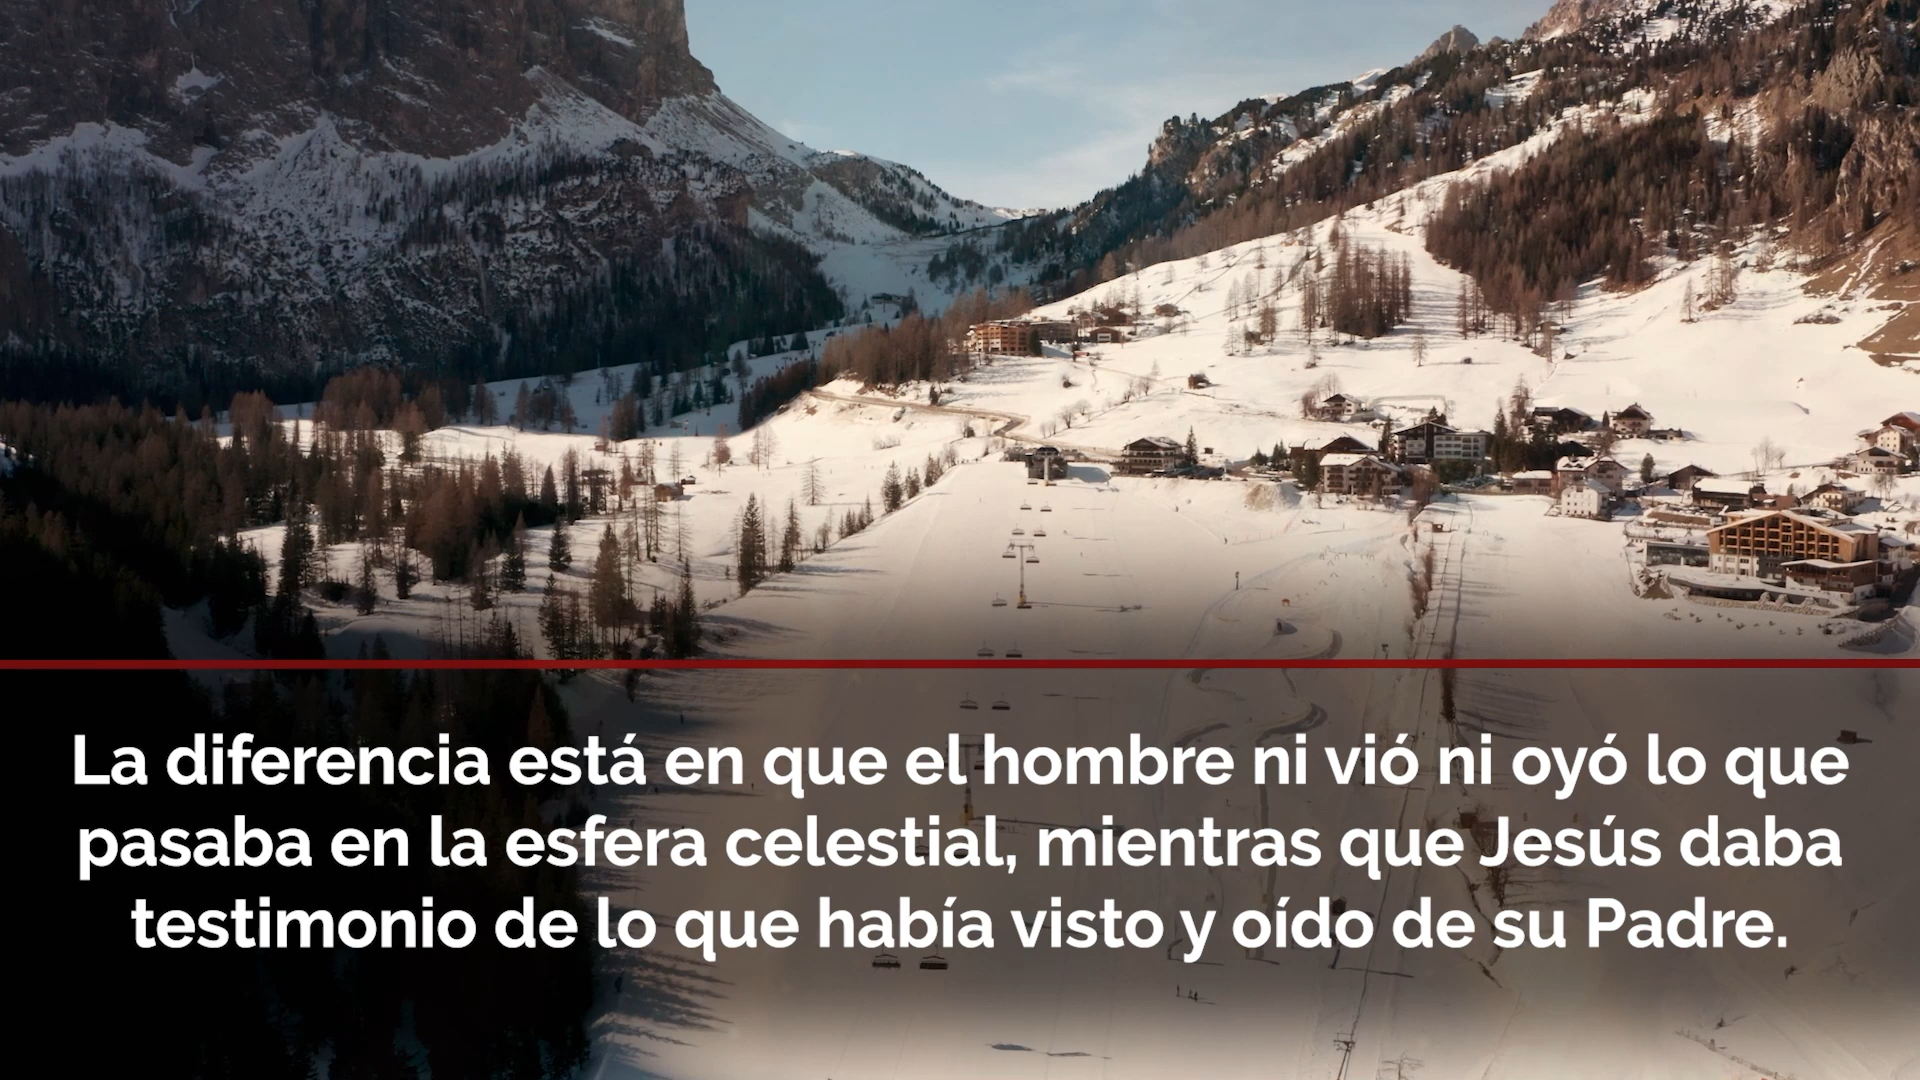 La diferencia está en que el hombre ni vió ni oyó lo que
pasaba en la esfera celestial, mientras que Jesús daba
testimonio de lo que había visto y oído de su Padre.